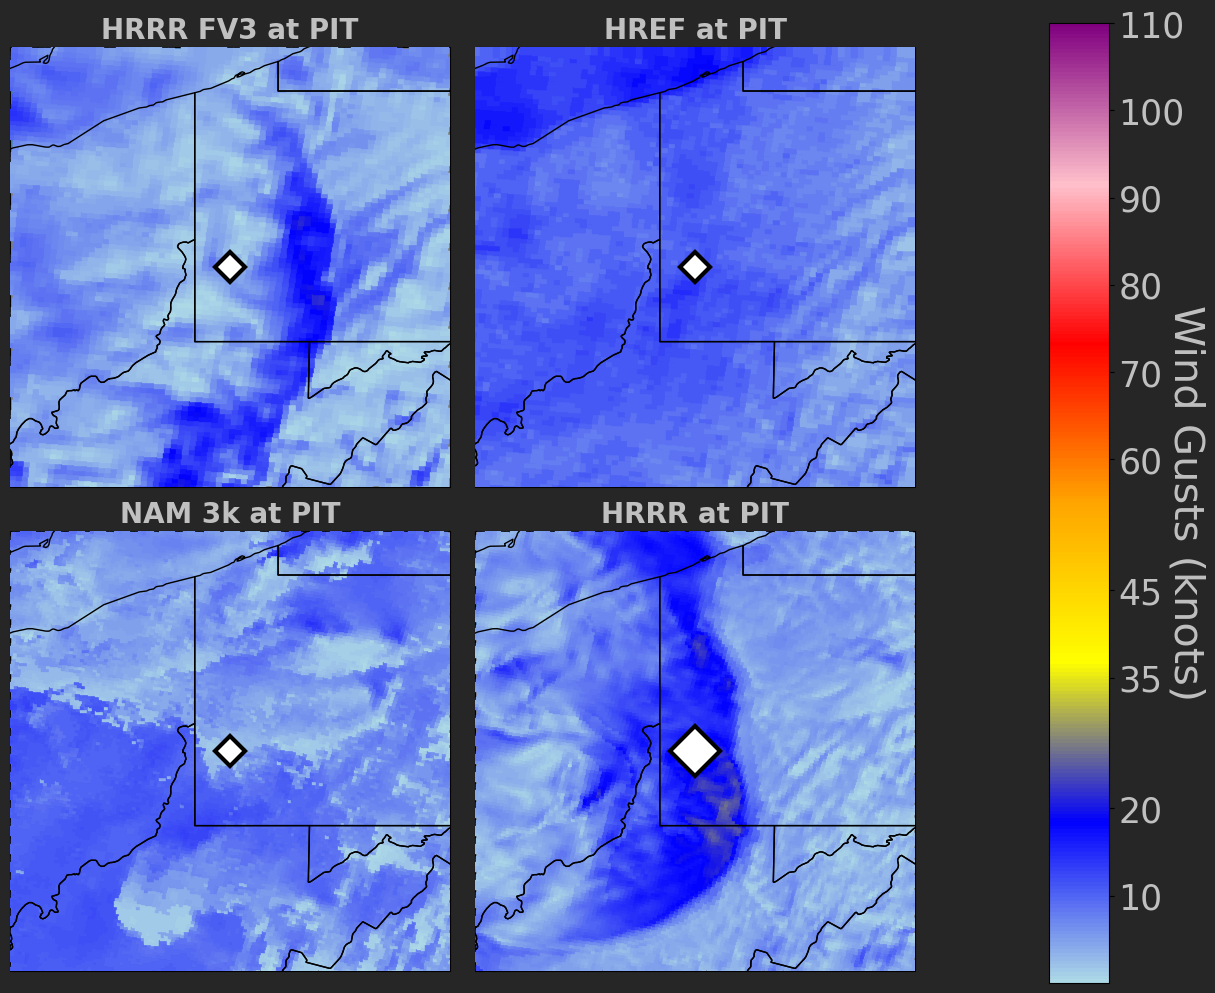 HRRR FV3 at PIT
HREF at PIT
NAM 3k at PIT
HRRR at PIT
110
100
90
80
70
60
45
35
20
10
Wind Gusts (knots)